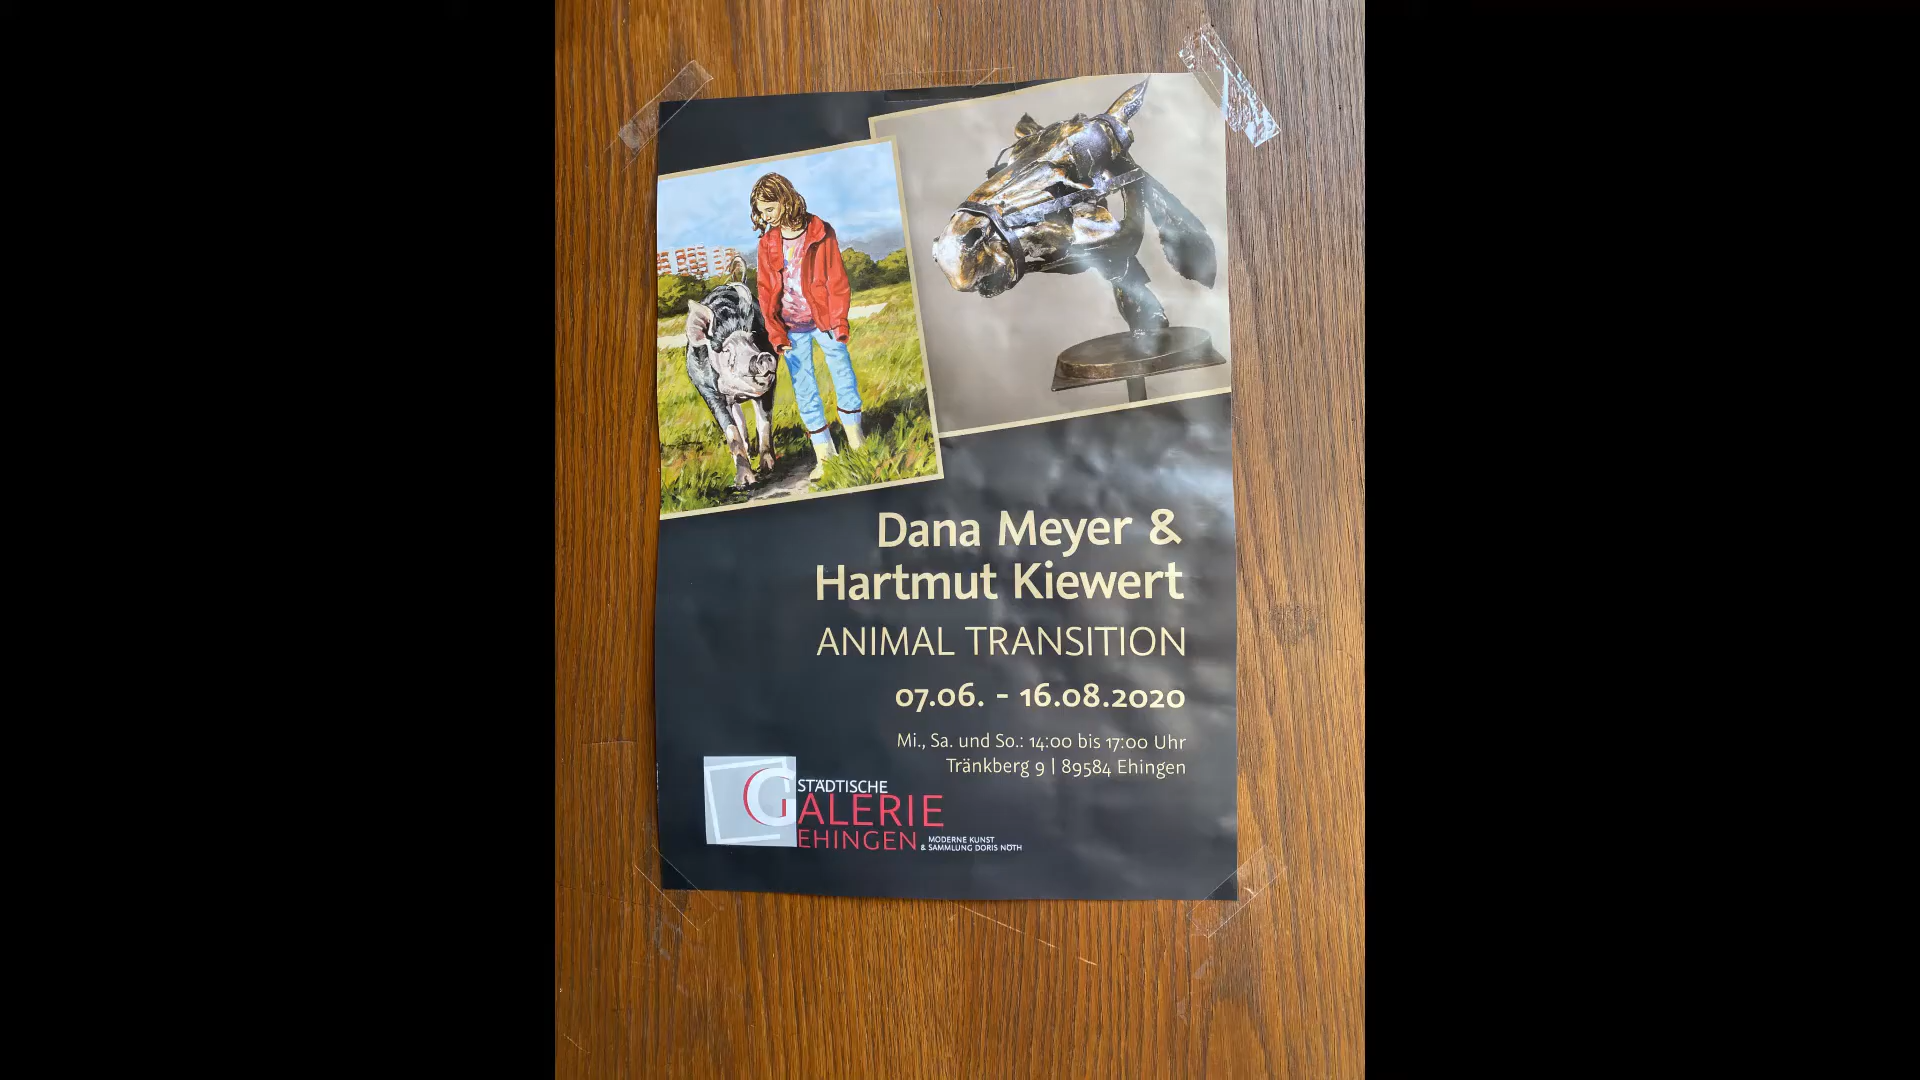 Dana Meyer &
Hartmut Kiewert
ANIMAL TRANSITION
07.06. - 16.08.2020
Mi., Sa. und So.: 14:00 bis 17:00 Uhr
Tränkberg 9 | 89584 Ehingen
STÄDTISCHE
GALERIE
EHINGEN
MODERNE KUNST
& SAMMLUNG DORIS NÖTH